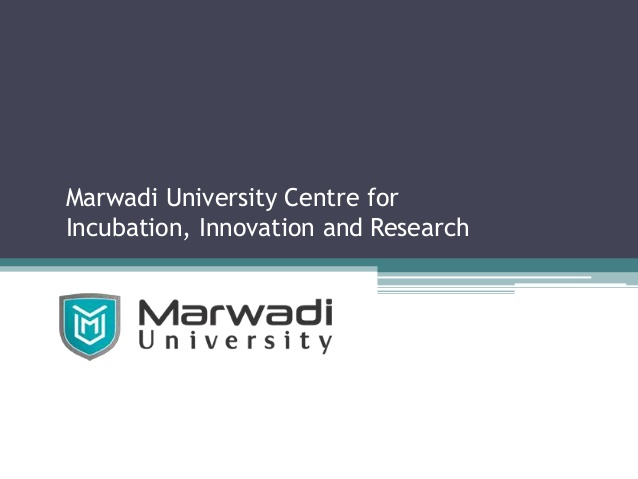 Marwadi University Centre for
Incubation, Innovation and Research
Marwadi
University